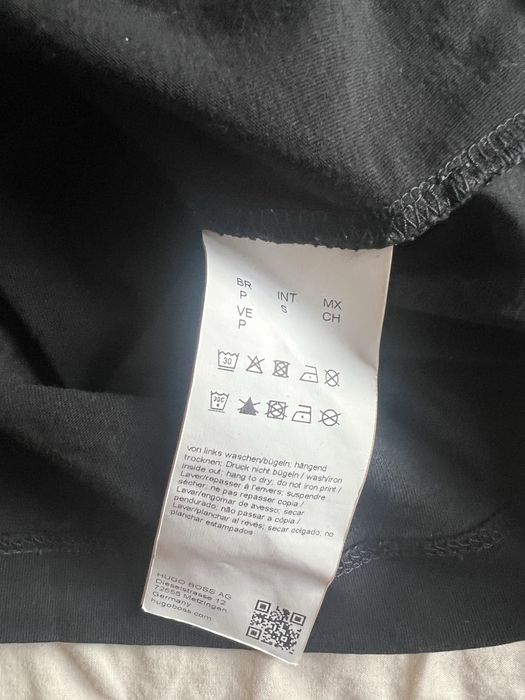 BR
P
INT
S
MX
CH
VE
P
30
30C
von links waschen/bügeln; hängend
trocknen; Druck nicht bügeln / wash/iron
inside out; hang to dry, do not iron print /
Laver/repasser à l'envers; suspendre
sécher; ne pas repasser copia /
Lavar/engomar de avesso; secar
pendurado; não passar a cópia /
Lavar/planchar al revés; secar colgado; no
planchar estampados
HUGO BOSS AG
Dieselstrasse 12
72555 Metzingen
Germany
hugoboss.com